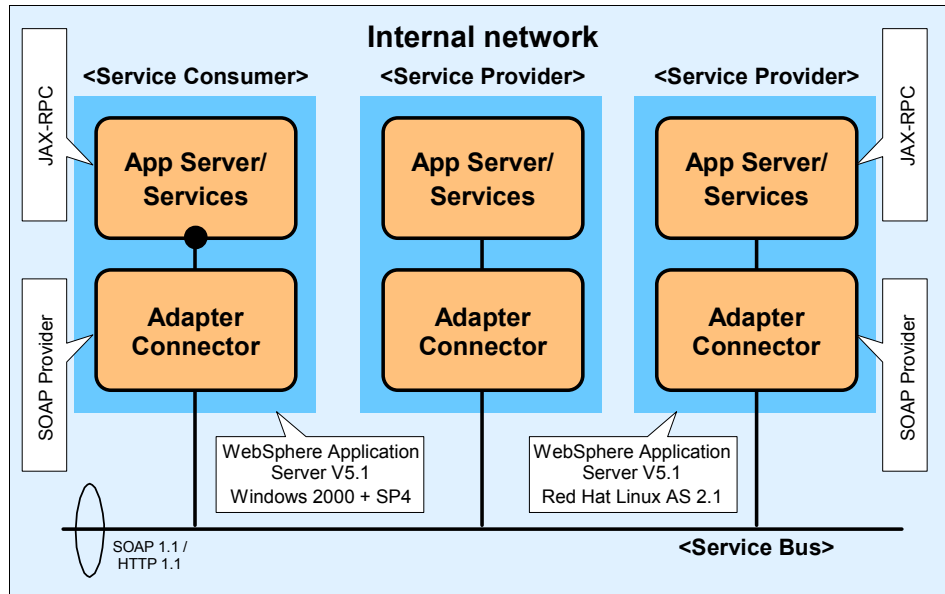 Internal network
<Service Consumer>
<Service Provider>
<Service Provider>
JAX-RPC
App Server/
Services
App Server/
Services
App Server/
Services
JAX-RPC
SOAP Provider
Adapter
Connector
Adapter
Connector
Adapter
Connector
SOAP Provider
WebSphere Application
Server V5.1
Windows 2000 + SP4
WebSphere Application
Server V5.1
Red Hat Linux AS 2.1
SOAP 1.1 /
HTTP 1.1
<Service Bus>